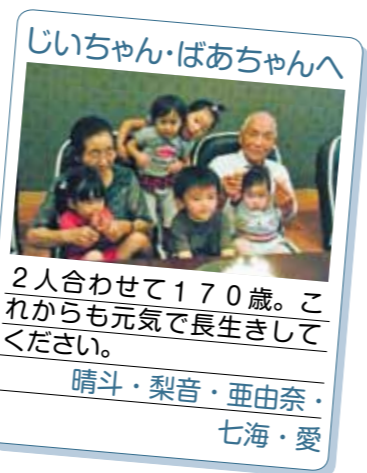 じいちゃん・ばあちゃんへ
２人合わせて１７０歳。こ
れからも元気で長生きして
ください。
晴斗・梨音・亜由奈・
七海・愛